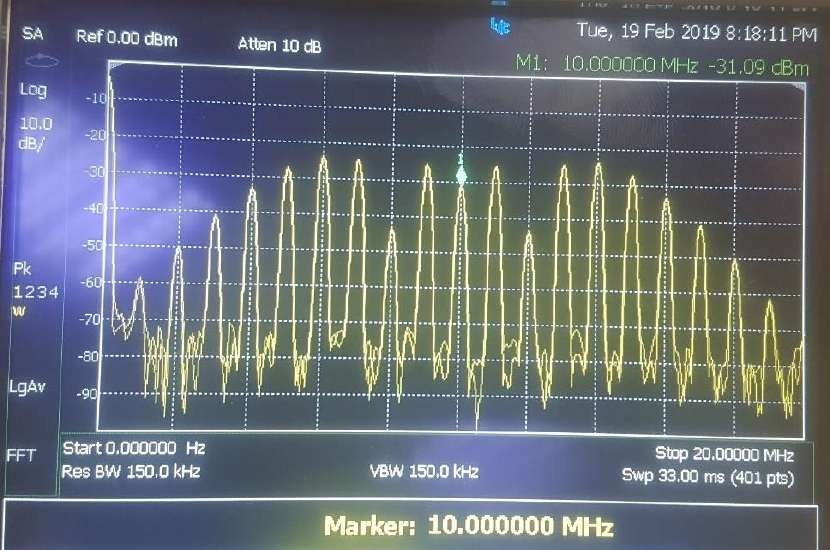 SA Ref 0.00 dBm Atten 10 dB Tue, 19 Feb 2019 8:18:11 PM
M1: 10.000000 MHz -31.09 dBm
Log
10.0
dB/
-10
-20
-30
-40
-50
-60
-70
-80
-90
1
Pk
1234
W
LgAv
FFT
Start 0.000000 Hz Stop 20.00000 MHz
Res BW 150.0 kHz VBW 150.0 kHz Swp 33.00 ms (401 pts)
Marker: 10.000000 MHz